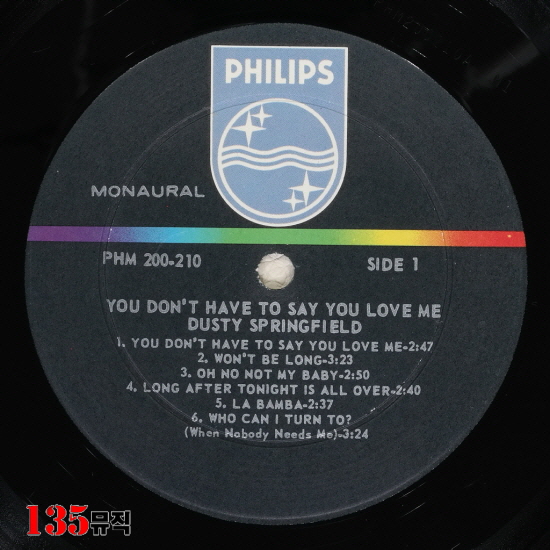 PHILIPS
MONAURAL
PHM 200-210
SIDE 1
YOU DON'T HAVE TO SAY YOU LOVE ME
DUSTY SPRINGFIELD
1. YOU DON'T HAVE TO SAY YOU LOVE ME-2:47
2. WON'T BE LONG-3:23
3. OH NO NOT MY BABY-2:50
4. LONG AFTER TONIGHT IS ALL OVER-2:40
5. LA BAMBA-2:37
6. WHO CAN I TURN TO?
(When Nobody Needs Me)-3:24
135뮤직